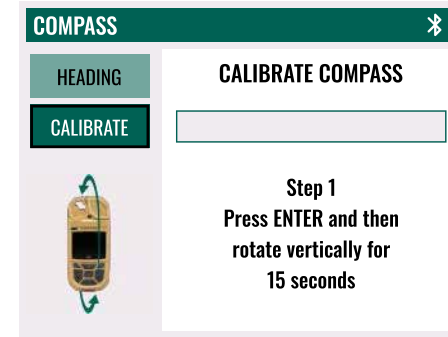 COMPASS
HEADING
CALIBRATE
CALIBRATE COMPASS
Step 1
Press ENTER and then
rotate vertically for
15 seconds